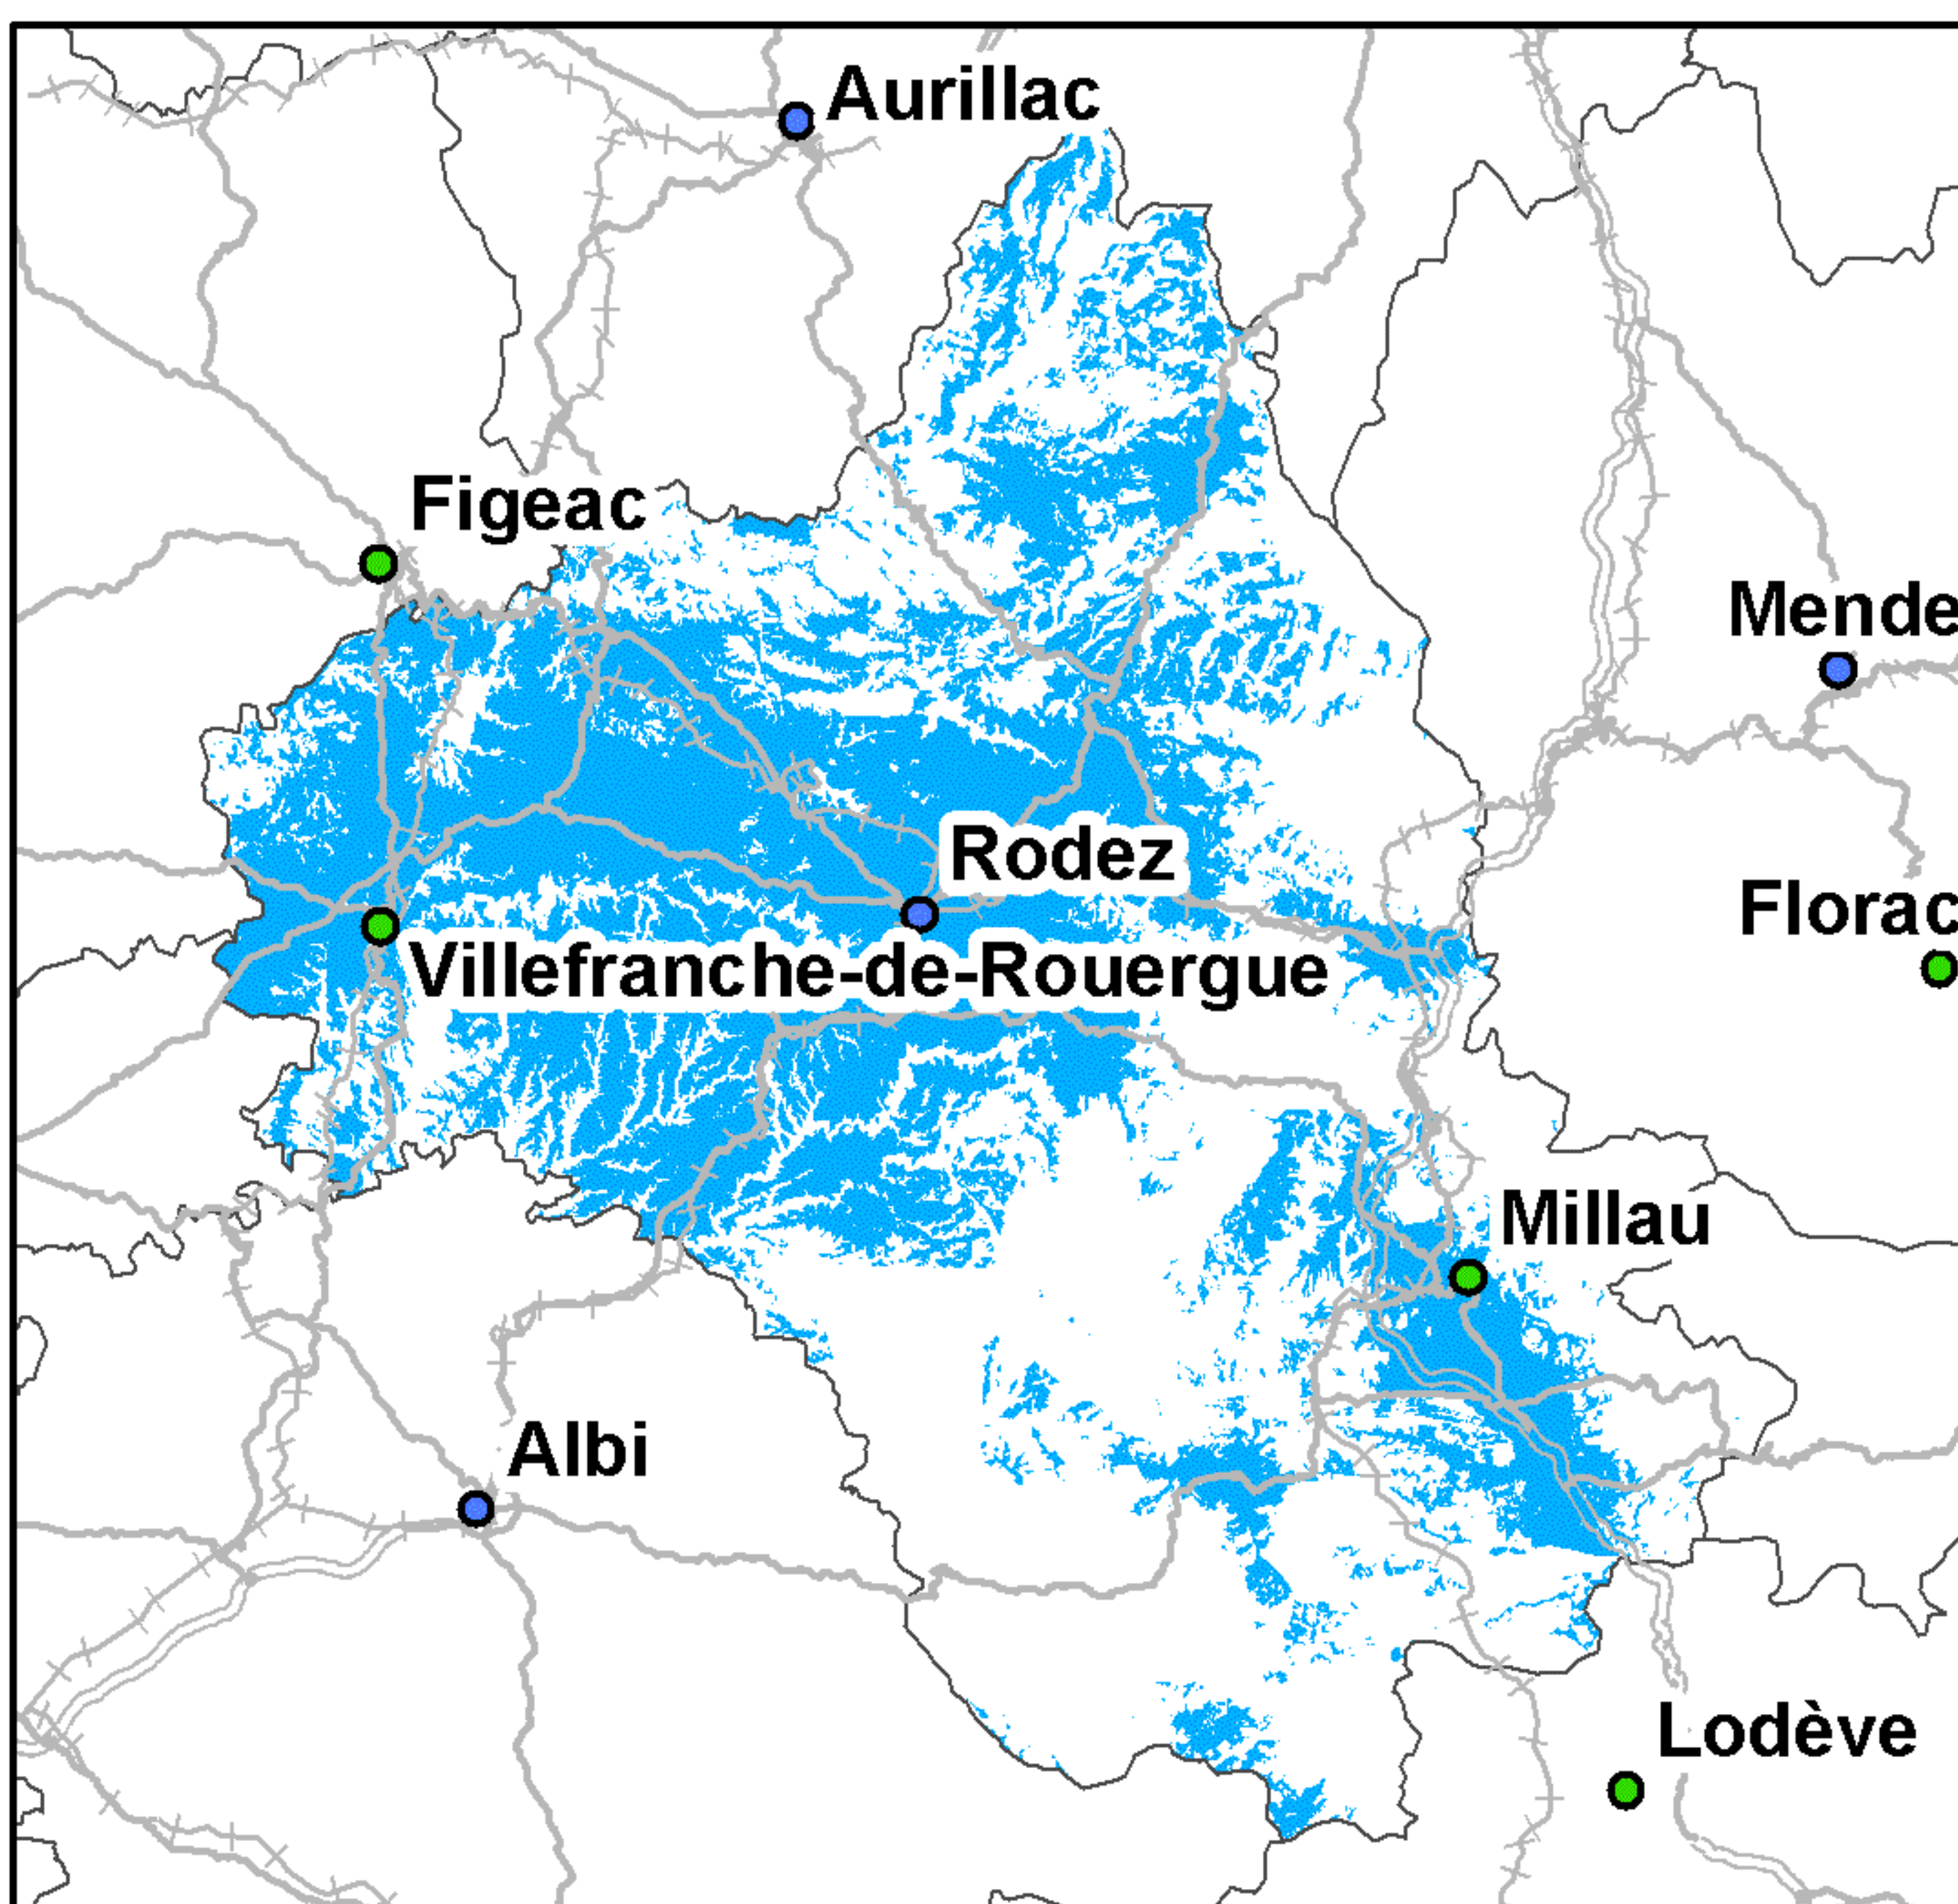 Aurillac
Figeac
Mende
Rodez
Florac
Villefranche-de-Rouergue
Millau
Albi
Lodève